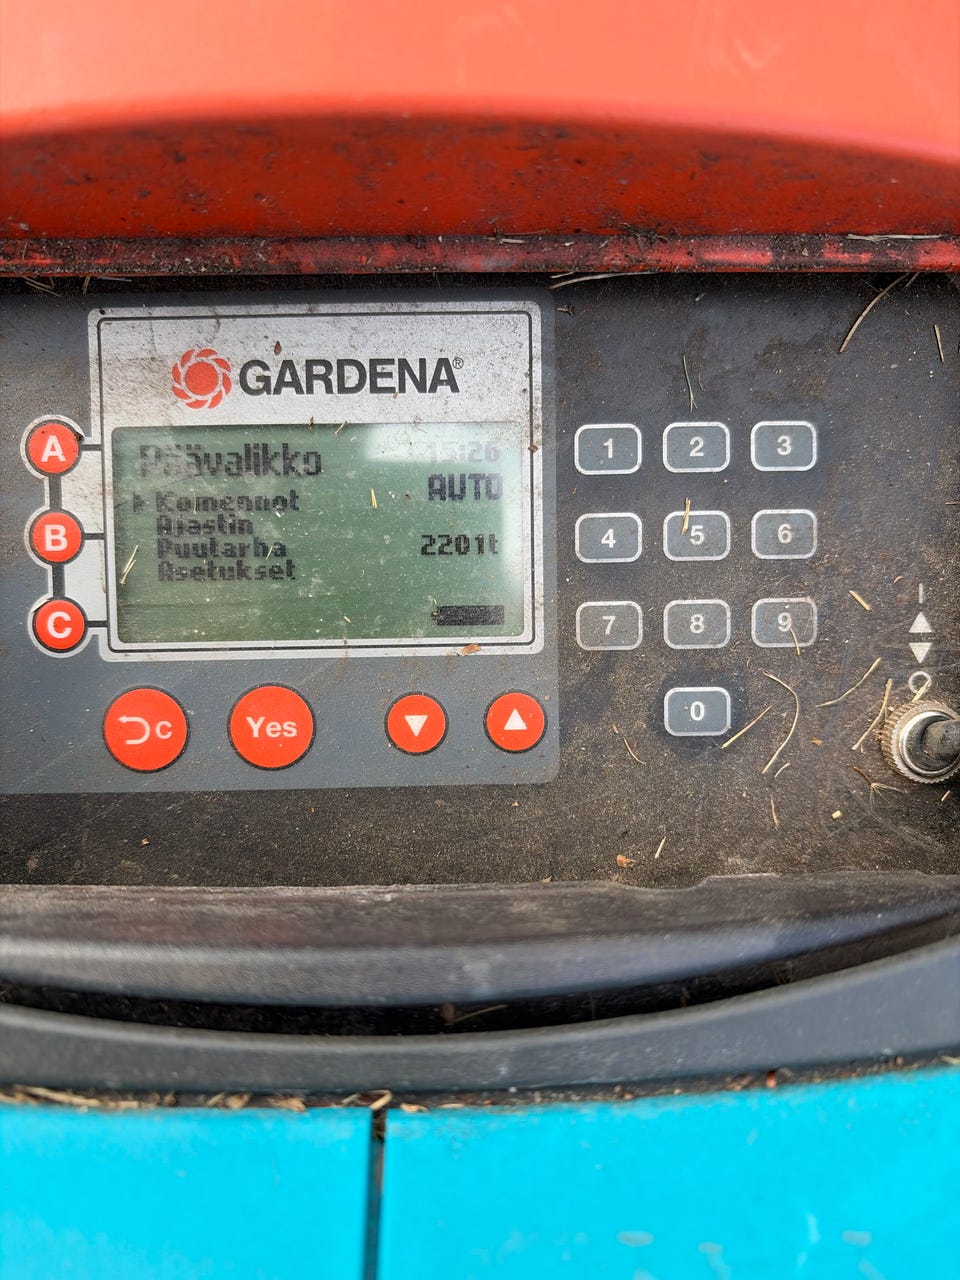 GARDENA®
Päävalikko
15:26
AUTO
Komennot
Ajastin
Puutarha
2201t
Asetukset
A
B
C
C
Yes
1 2 3
4 5 6
7 8 9
0